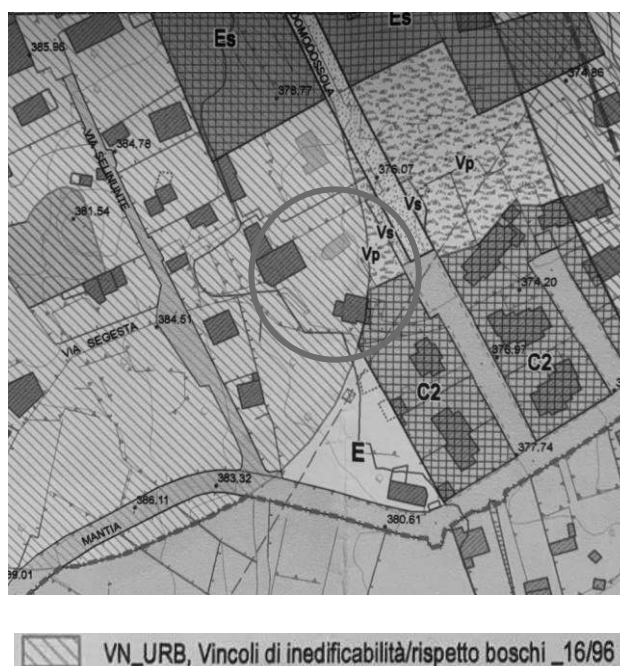 385.96
Es
DOMODOSSOLA
Es
374.86
378.77
VIA SELINUNTE
384.78
Vp
376.07
381.54
Vs
Vs
Vp
374.20
384.51
VIA SEGESTA
376.97
C2
C2
E
377.74
383.32
386.11
MANTIA
380.61
VN_URB, Vincoli di inedificabilità/rispetto boschi _16/96